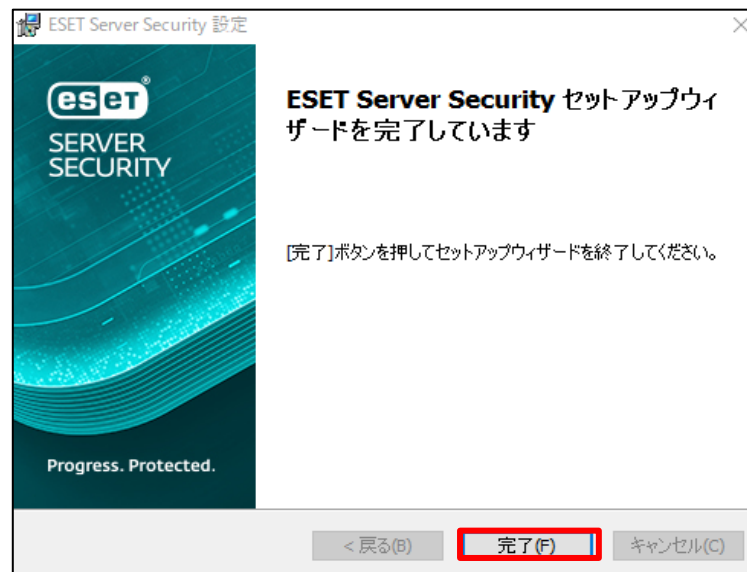 ESET Server Security 設定
eset®
SERVER
SECURITY
ESET Server Security セットアップウィ
ザードを完了しています
[完了]ボタンを押してセットアップウィザードを終了してください。
Progress. Protected.
< 戻る(B)
完了(F)
キャンセル(C)